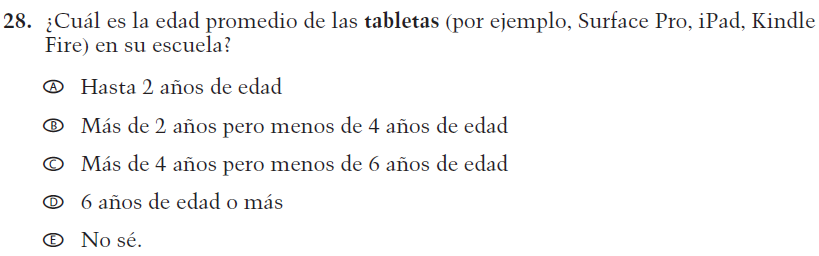 28. ¿Cuál es la edad promedio de las tabletas (por ejemplo, Surface Pro, iPad, Kindle
Fire) en su escuela?
A Hasta 2 años de edad
B Más de 2 años pero menos de 4 años de edad
C Más de 4 años pero menos de 6 años de edad
D 6 años de edad o más
E No sé.